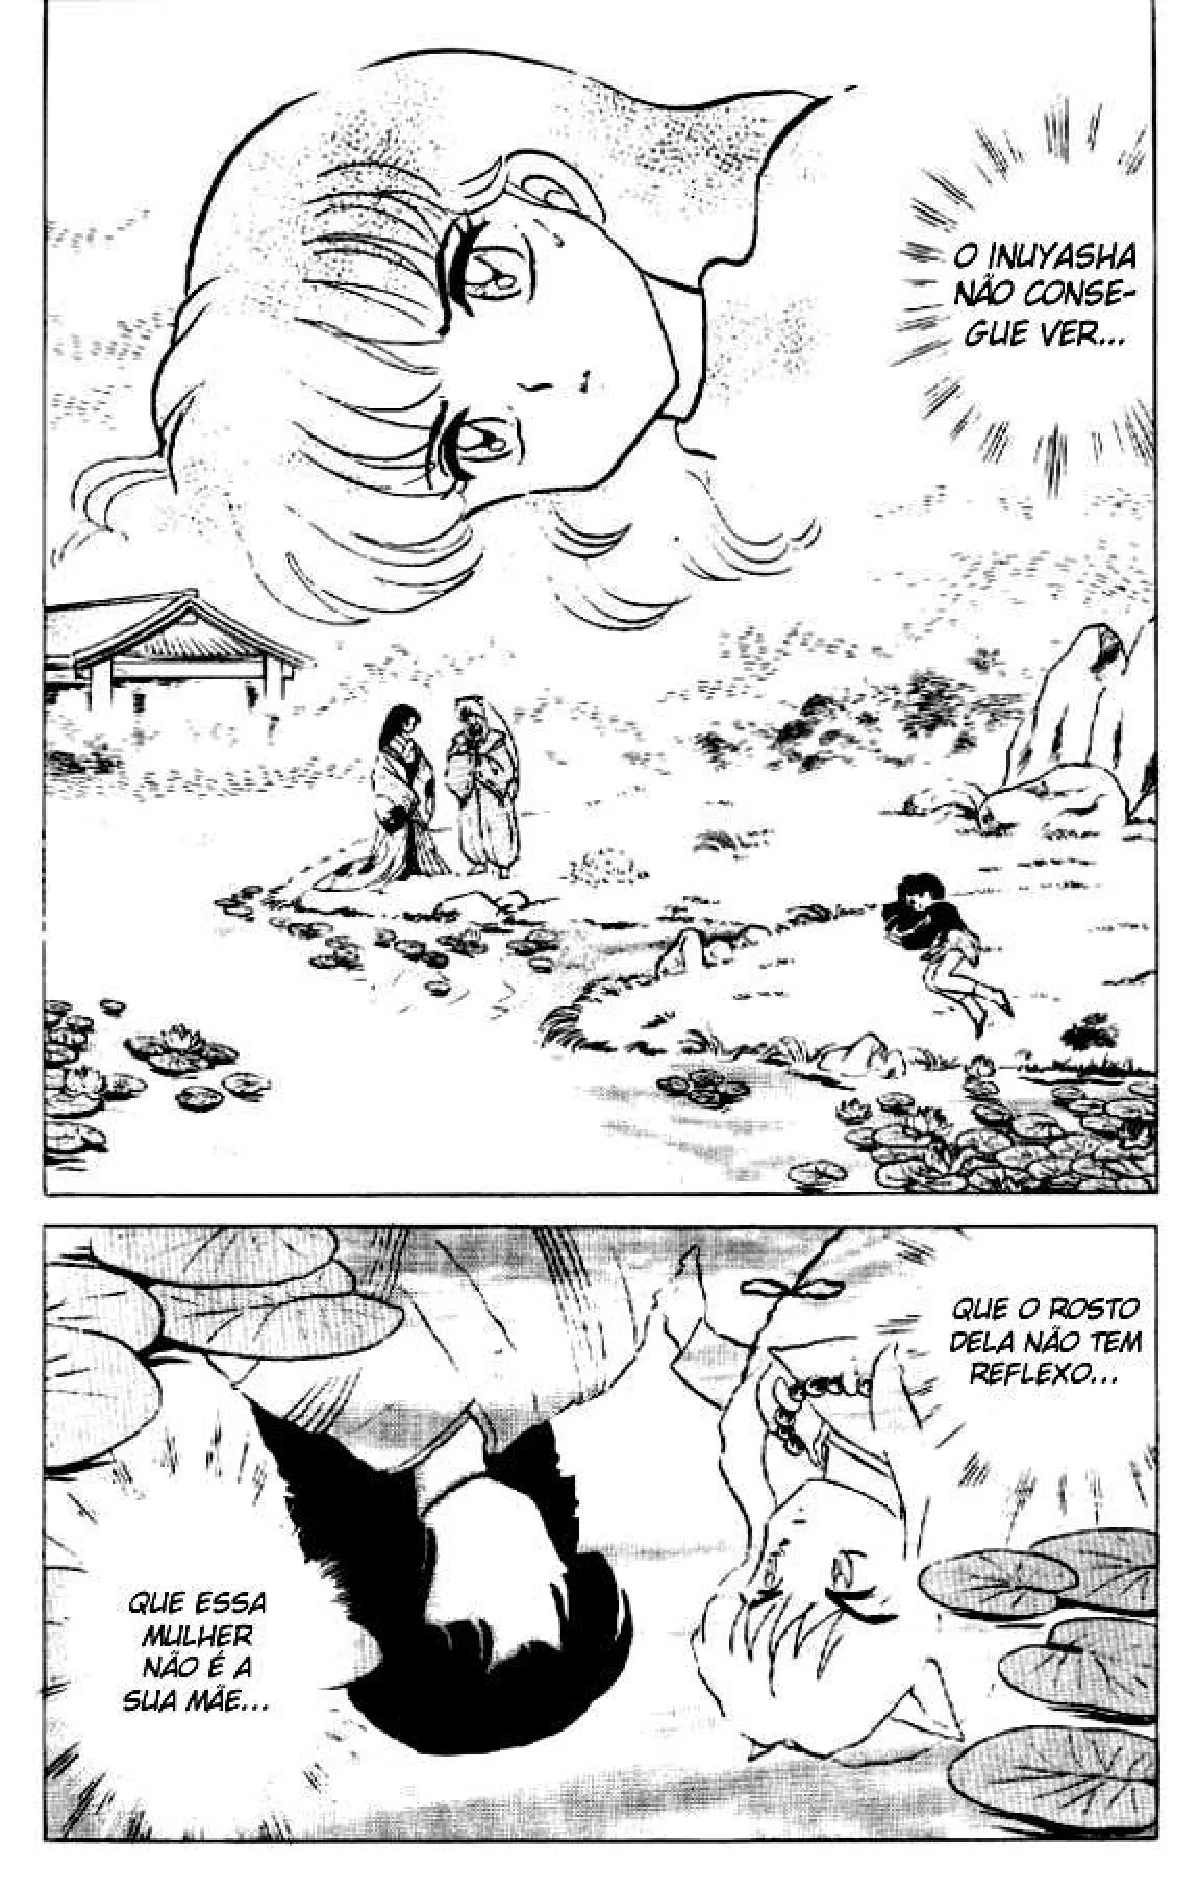 O INUYASHA
NÃO CONSE-
GUE VER...
QUE O ROSTO
DELA NÃO TEM
REFLEXO...
QUE ESSA
MULHER
NÃO É A
SUA MÃE...